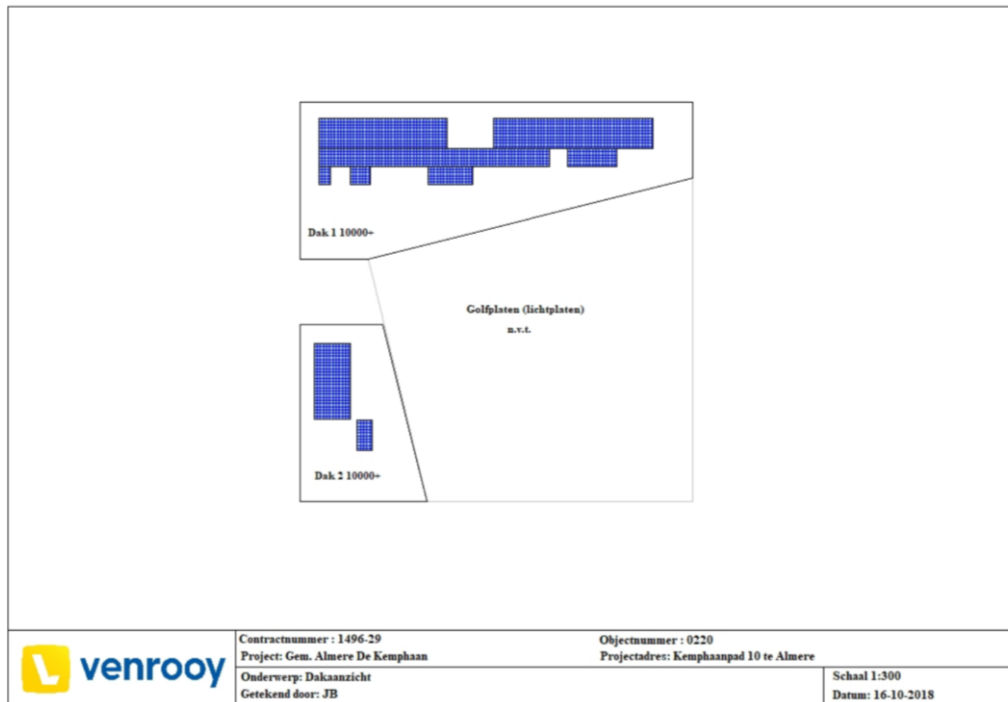 Dak 1 10000+
Golfplaten (lichtplaten)
n.v.t.
Dak 2 10000+
venrooy
Contractnummer : 1496-29
Project: Gem. Almere De Kemphaan
Objectnummer : 0220
Projectadres: Kemphaanpad 10 te Almere
Onderwerp: Dakaanzicht
Getekend door: JB
Schaal 1:300
Datum: 16-10-2018